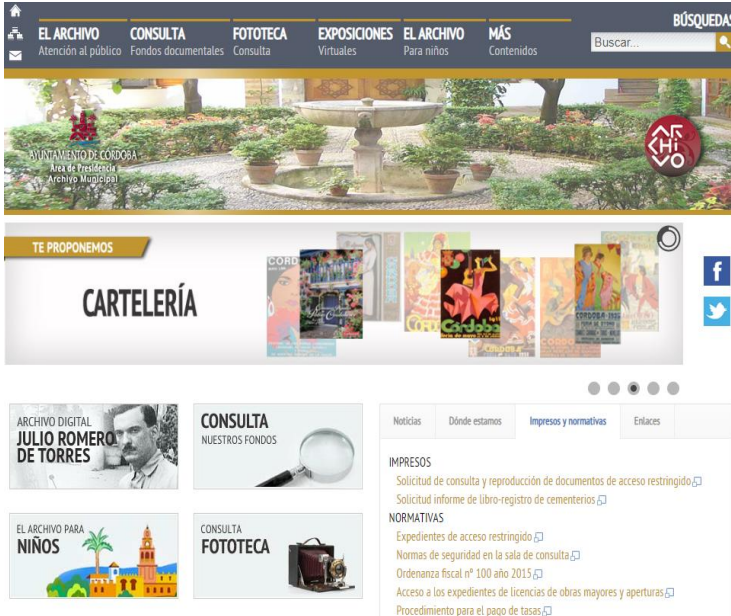 BÚSQUEDAS
EL ARCHIVO
Atención al público
CONSULTA
Fondos documentales
FOTOTECA
Consulta
EXPOSICIONES
Virtuales
EL ARCHIVO
Para niños
MÁS
Contenidos
Buscar...
AYUNTAMIENTO DE CÓRDOBA
Área de Presidencia
Archivo Municipal
ARCHIVO
TE PROPONEMOS
CARTELERÍA
ARCHIVO DIGITAL
JULIO ROMERO
DE TORRES
CONSULTA
NUESTROS FONDOS
EL ARCHIVO PARA
NIÑOS
CONSULTA
FOTOTECA
Noticias Dónde estamos Impresos y normativas Enlaces
IMPRESOS
Solicitud de consulta y reproducción de documentos de acceso restringido
Solicitud informe de libro-registro de cementerios
NORMATIVAS
Expedientes de acceso restringido
Normas de seguridad en la sala de consulta
Ordenanza fiscal nº 100 año 2015
Acceso a los expedientes de licencias de obras mayores y aperturas
Procedimiento para el pago de tasas